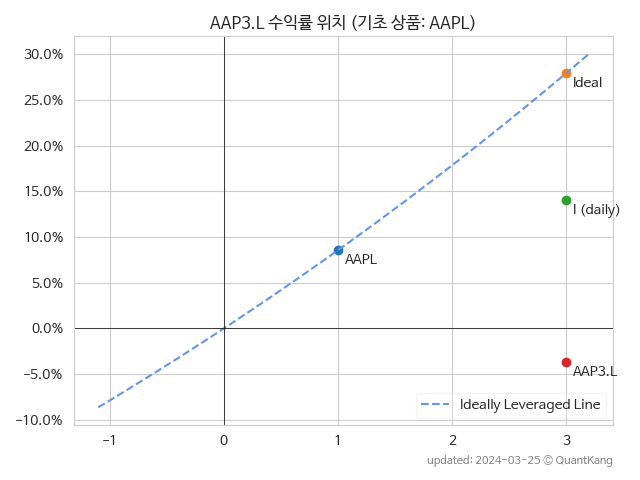 AAP3.L 수익률 위치 (기초 상품: AAPL)
30.0%
25.0%
20.0%
15.0%
10.0%
5.0%
0.0%
−5.0%
−10.0%
Ideal
I (daily)
AAPL
AAP3.L
Ideally Leveraged Line
−1
0
1
2
3
updated: 2024-03-25 © QuantKang